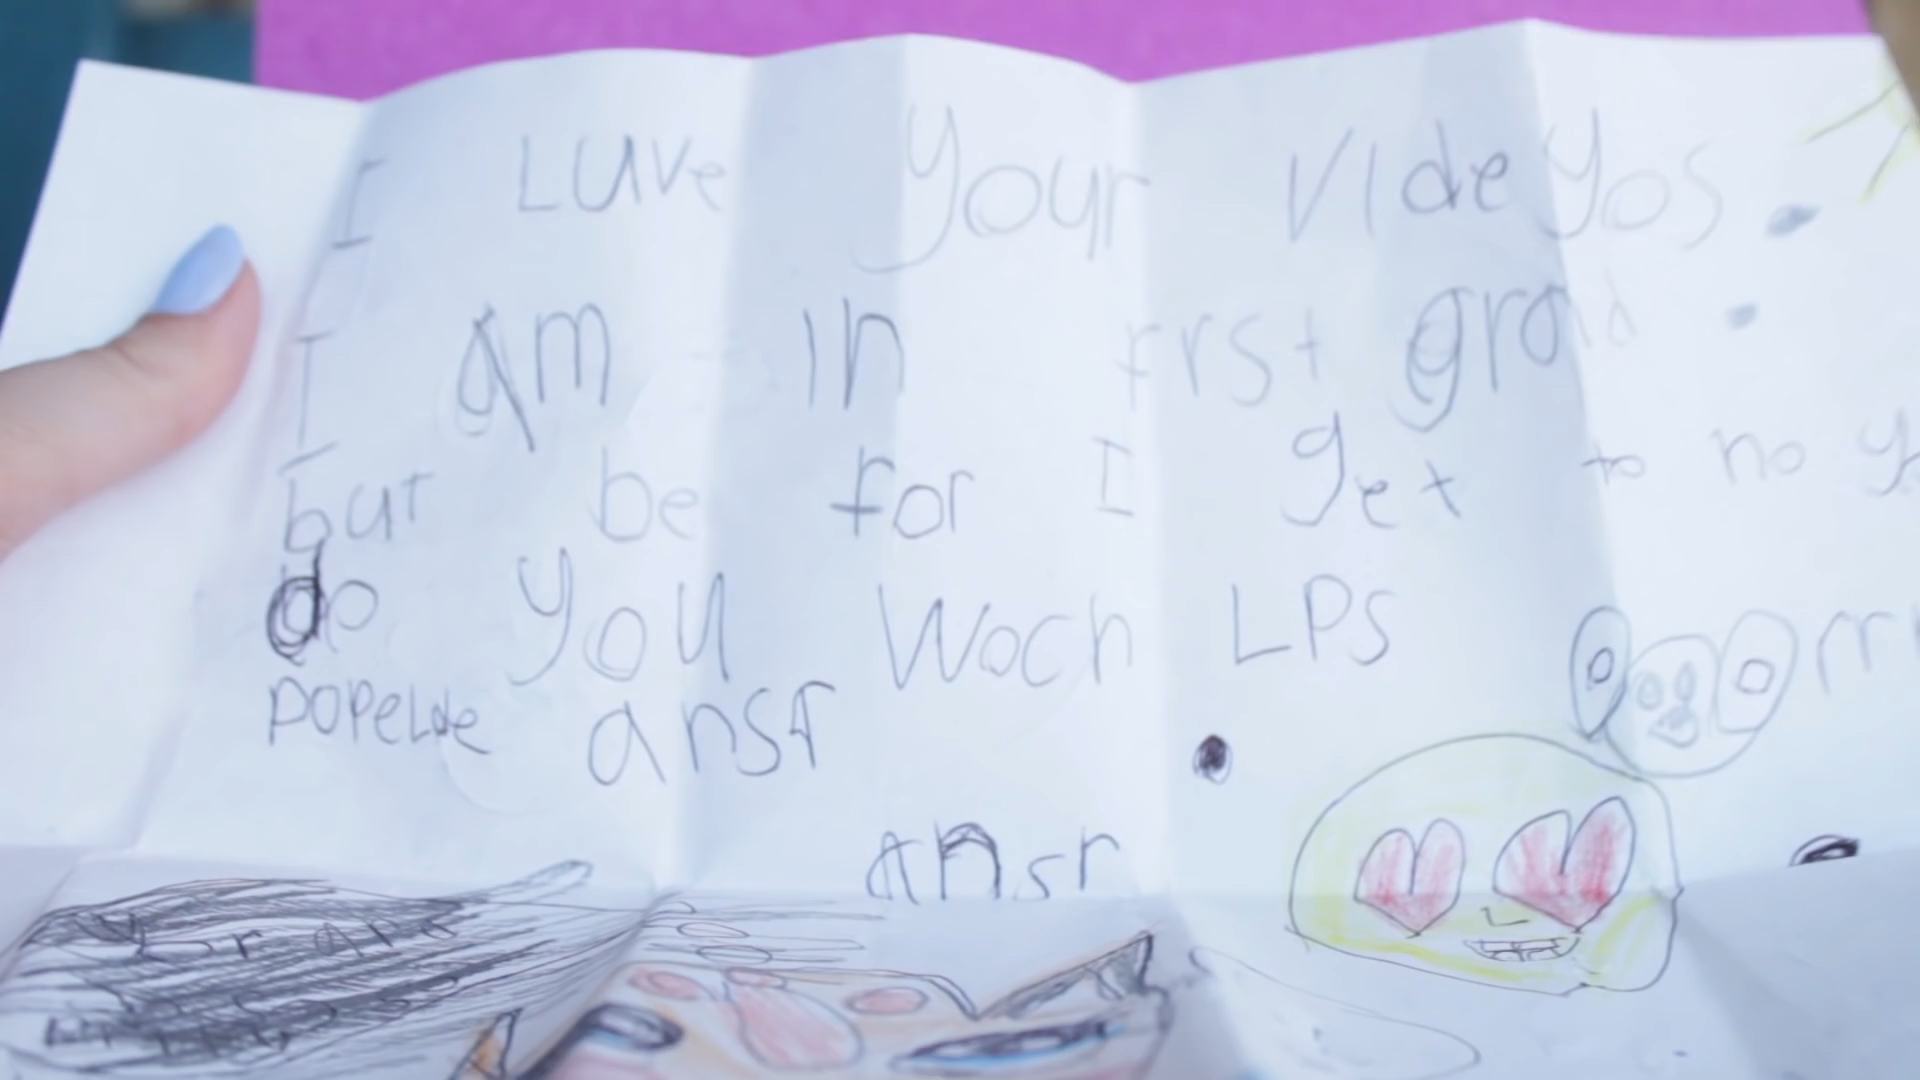 I Luve your videyos
I am in frst grad
but be for I get to no
do you woch LPS
popelde ansr
ansr